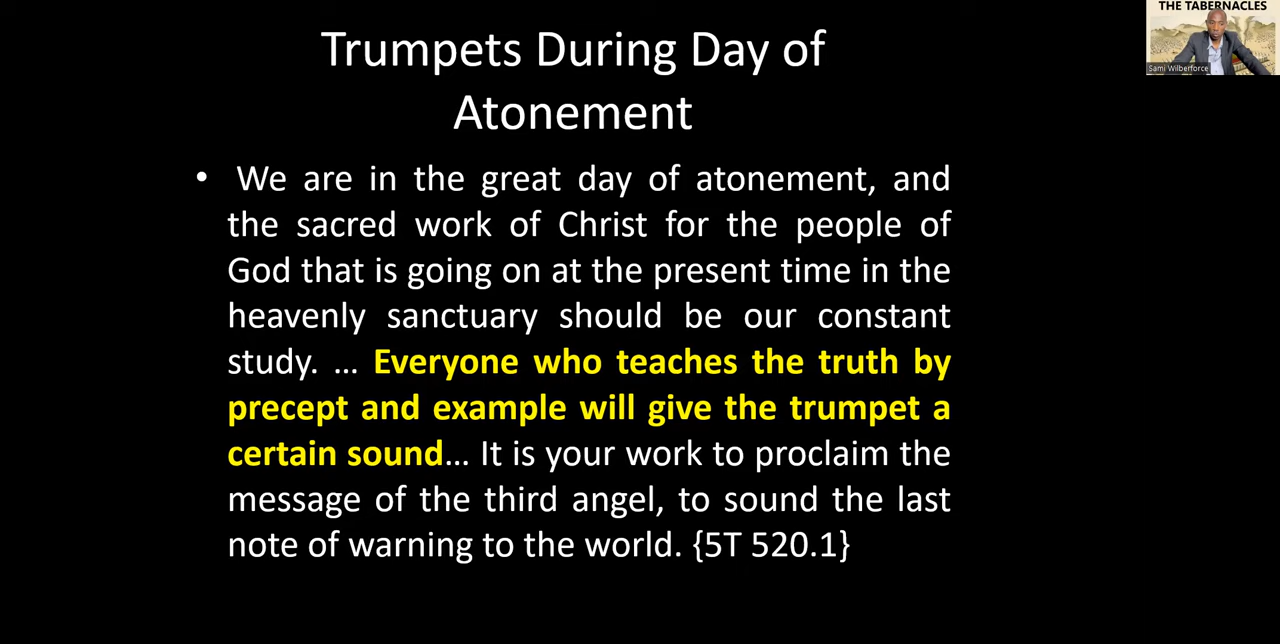 THE TABERNACLES
Sami Wilberforce
Trumpets During Day of
Atonement
• We are in the great day of atonement, and
the sacred work of Christ for the people of
God that is going on at the present time in the
heavenly sanctuary should be our constant
study. … Everyone who teaches the truth by
precept and example will give the trumpet a
certain sound… It is your work to proclaim the
message of the third angel, to sound the last
note of warning to the world. {5T 520.1}